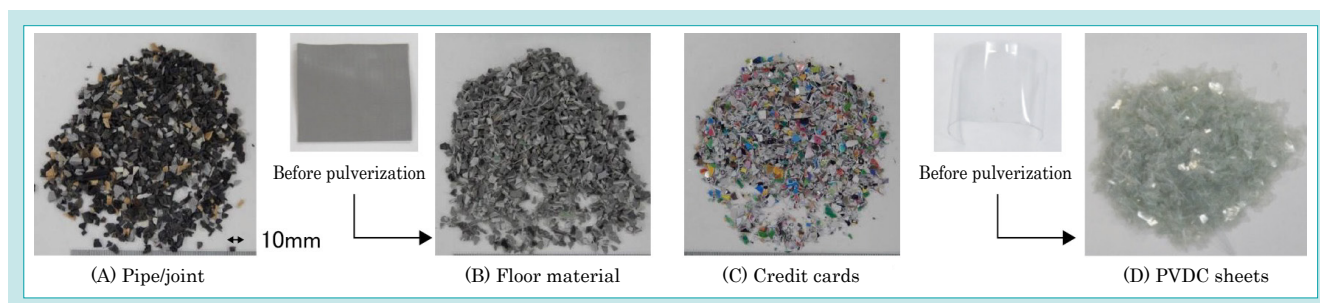 Before pulverization
Before pulverization
10mm
(A) Pipe/joint
(B) Floor material
(C) Credit cards
(D) PVDC sheets